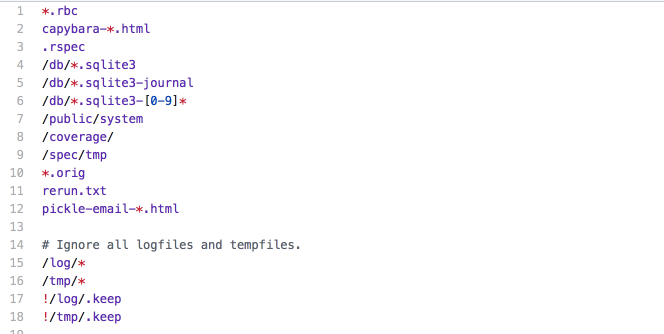 1 *.rbc
2 capybara-*.html
3 .rspec
4 /db/*.sqlite3
5 /db/*.sqlite3-journal
6 /db/*.sqlite3-[0-9]*
7 /public/system
8 /coverage/
9 /spec/tmp
10 *.orig
11 rerun.txt
12 pickle-email-*.html
13
14 # Ignore all logfiles and tempfiles.
15 /log/*
16 /tmp/*
17 !/log/.keep
18 !/tmp/.keep